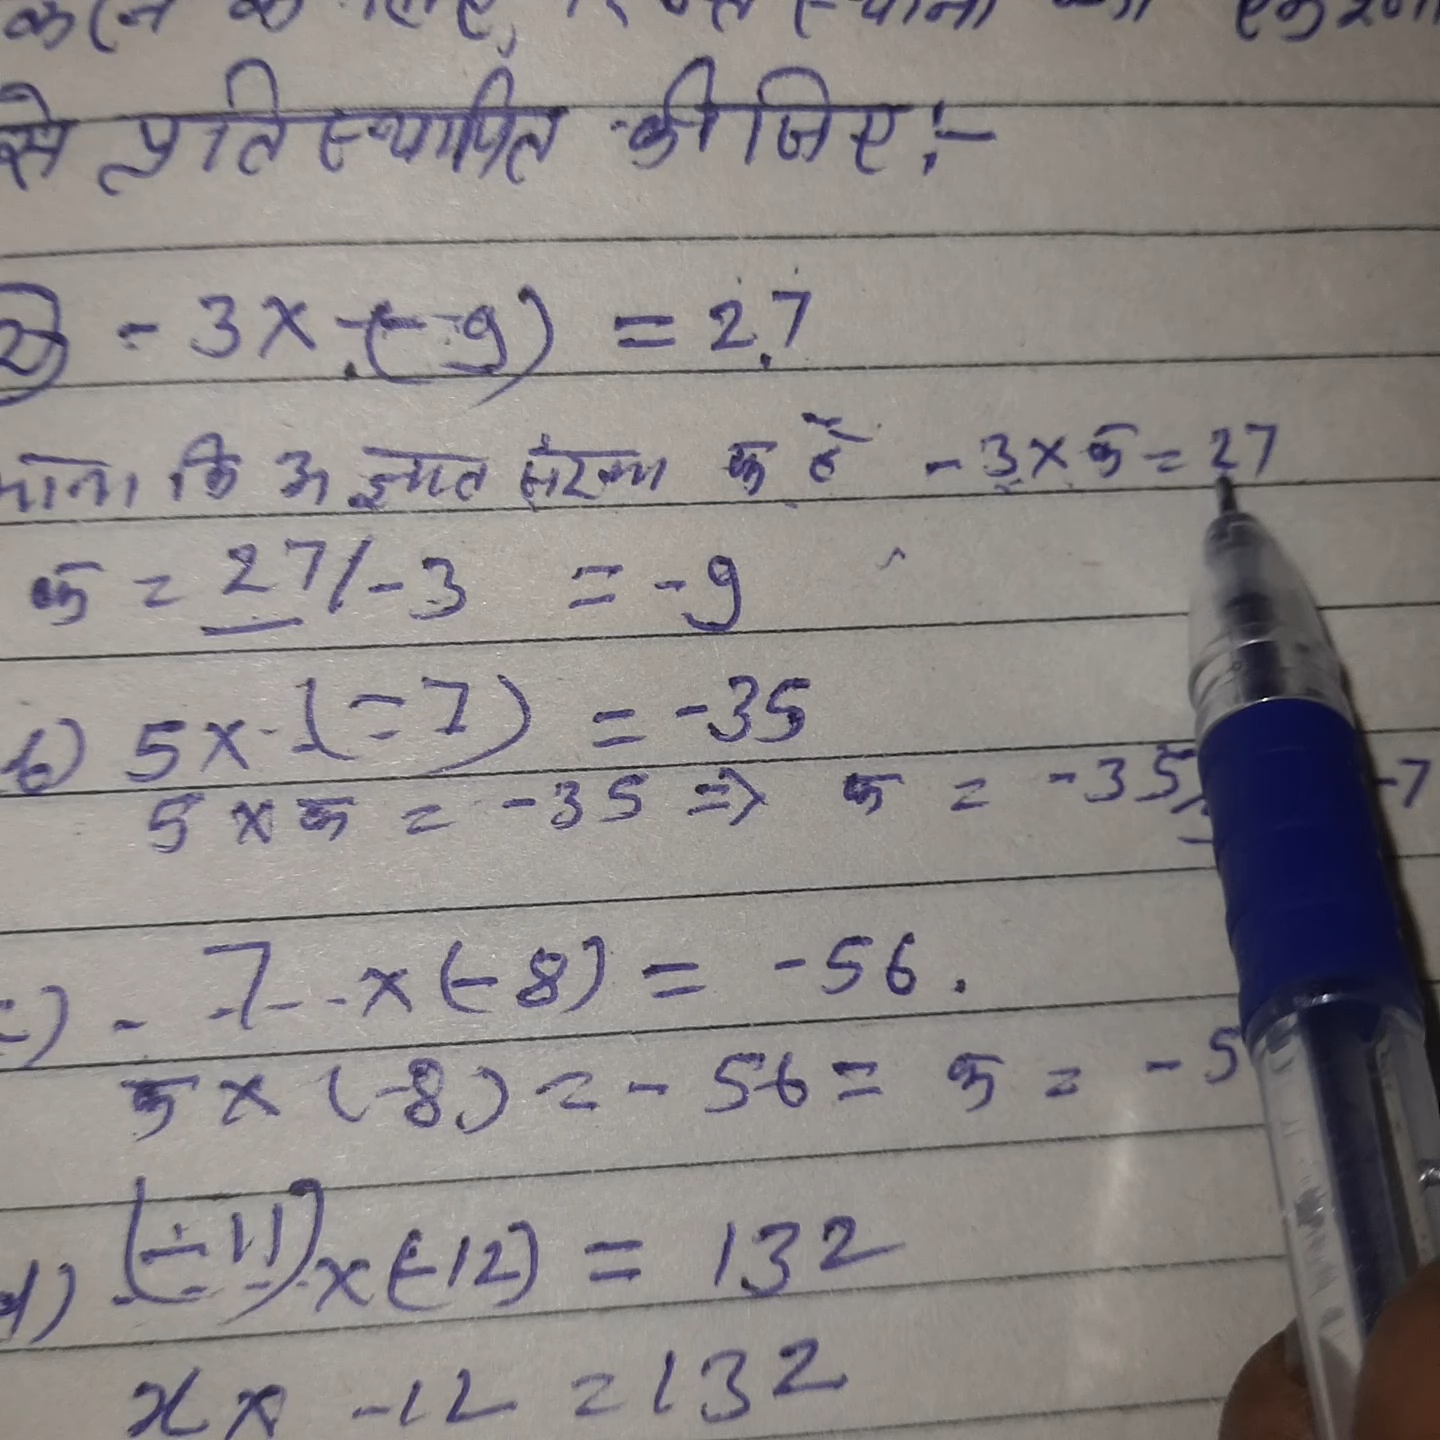 से प्रतिस्थापित कीजिए :-
a) - 3 x (- 9) = 27
माना कि अज्ञात संख्या क है - 3 x क = 27
क = 27/-3 = -9
b) 5 x (-7) = -35
5 x क = -35 => क = -35 -7
c) - 7 x (-8) = -56.
क x (-8) = - 56 = क = - 5
d) (-11) x (-12) = 132
x x -12 = 132